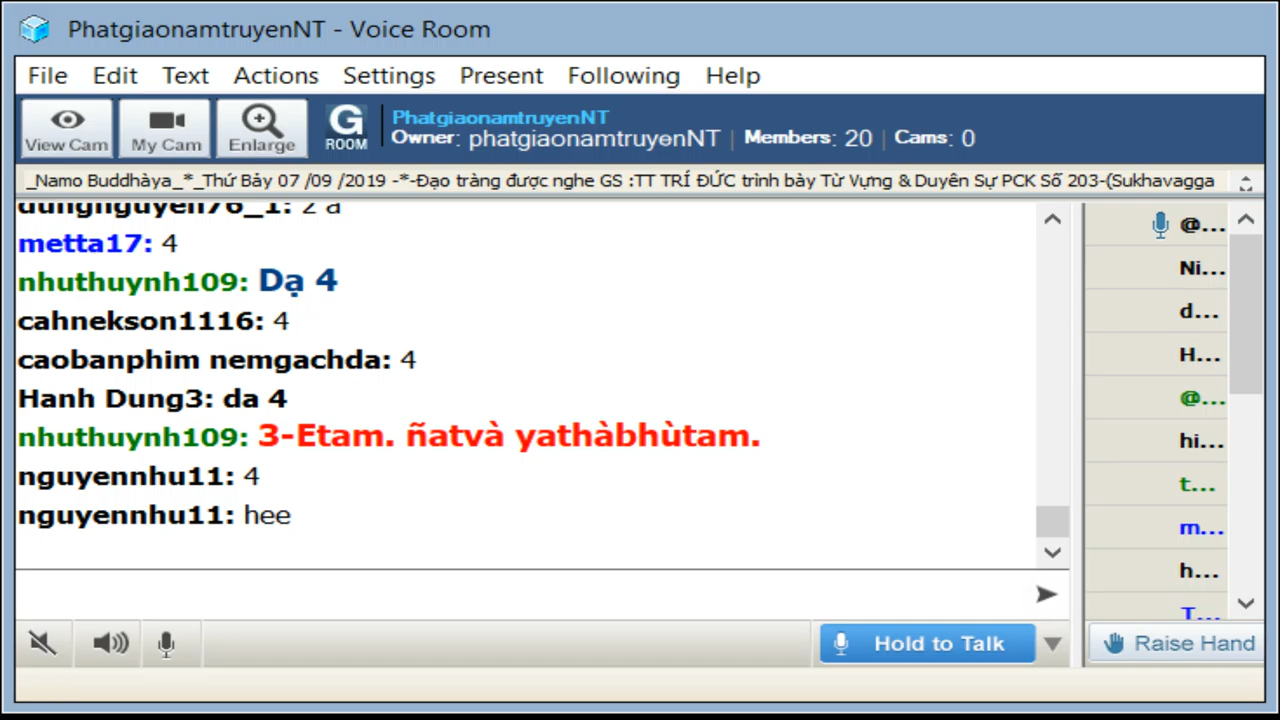 PhatgiaonamtruyenNT - Voice Room
File Edit Text Actions Settings Present Following Help
View Cam My Cam Enlarge G ROOM
PhatgiaonamtruyenNT
Owner: phatgiaonamtruyenNT | Members: 20 | Cams: 0
_Namo Buddhàya_*_Thứ Bảy 07 /09 /2019 -*-Đạo tràng được nghe GS :TT TRÍ ĐỨC trình bày Từ Vựng & Duyên Sự PCK Số 203-(Sukhavagga
dungnguyen76_1: 2 a
metta17: 4
nhuthuynh109: Dạ 4
cahnekson1116: 4
caobanphim nemgachda: 4
Hanh Dung3: da 4
nhuthuynh109: 3-Etam. ñatvà yathàbhùtam.
nguyennhu11: 4
nguyennhu11: hee
@...
Ni...
d...
H...
@...
hi...
t...
m...
h...
T...
Hold to Talk
Raise Hand